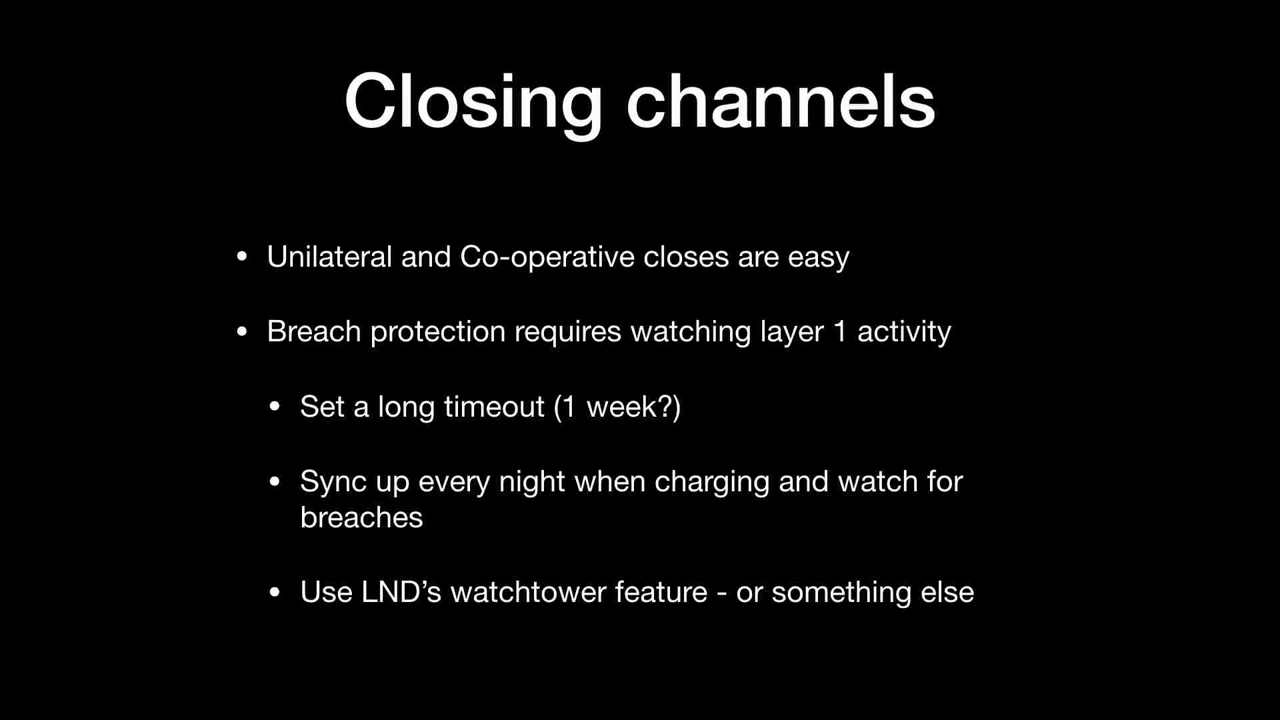 Closing channels
• Unilateral and Co-operative closes are easy
• Breach protection requires watching layer 1 activity
• Set a long timeout (1 week?)
• Sync up every night when charging and watch for
breaches
• Use LND’s watchtower feature - or something else